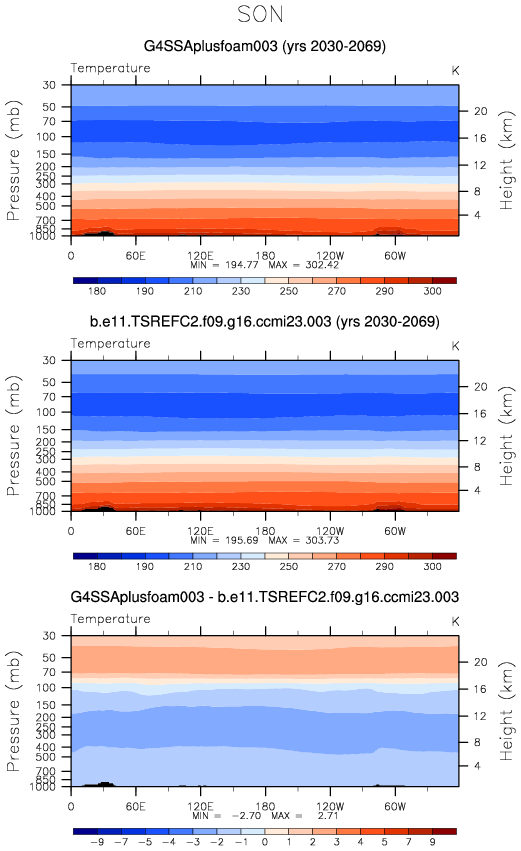 SON
G4SSAplusfoam003 (yrs 2030-2069)
Temperature K
30
50
70
100
150
200
250
300
400
500
700
850
1000
Pressure (mb)
20
16
12
8
4
Height (km)
0 60E 120E 180 120W 60W
MIN = 194.77 MAX = 302.42
180 190 210 230 250 270 290 300
b.e11.TSREFC2.f09.g16.ccmi23.003 (yrs 2030-2069)
Temperature K
30
50
70
100
150
200
250
300
400
500
700
850
1000
Pressure (mb)
20
16
12
8
4
Height (km)
0 60E 120E 180 120W 60W
MIN = 195.69 MAX = 303.73
180 190 210 230 250 270 290 300
G4SSAplusfoam003 - b.e11.TSREFC2.f09.g16.ccmi23.003
Temperature K
30
50
70
100
150
200
250
300
400
500
700
850
1000
Pressure (mb)
20
16
12
8
4
Height (km)
0 60E 120E 180 120W 60W
MIN = -2.70 MAX = 2.71
-9 -7 -5 -4 -3 -2 -1 0 1 2 3 4 5 7 9